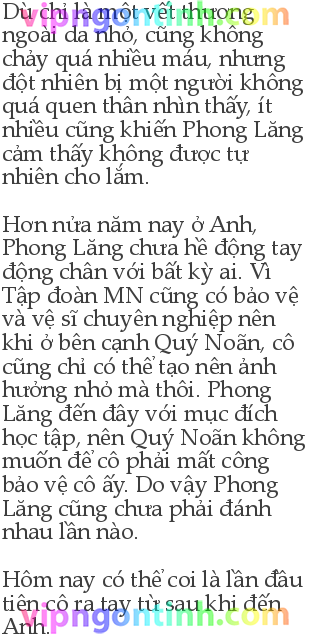 Dù chỉ là một vết thương
vipngontinh.com
ngoài da nhỏ, cũng không
chảy quá nhiều máu, nhưng
đột nhiên bị một người không
quá quen thân nhìn thấy, ít
nhiều cũng khiến Phong Lăng
cảm thấy không được tự
nhiên cho lắm.
Hơn nửa năm nay ở Anh,
Phong Lăng chưa hề động tay
động chân với bất kỳ ai. Vì
Tập đoàn MN cũng có bảo vệ
và vệ sĩ chuyên nghiệp nên
khi ở bên cạnh Quý Noãn, cô
cũng chỉ có thể tạo nên ảnh
hưởng nhỏ mà thôi. Phong
Lăng đến đây với mục đích
học tập, nên Quý Noãn không
muốn để cô phải mất công
bảo vệ cô ấy. Do vậy Phong
Lăng cũng chưa phải đánh
nhau lần nào.
Hôm nay có thể coi là lần đầu
tiên cô ra tay từ sau khi đến
vipngontinh.com
Anh.